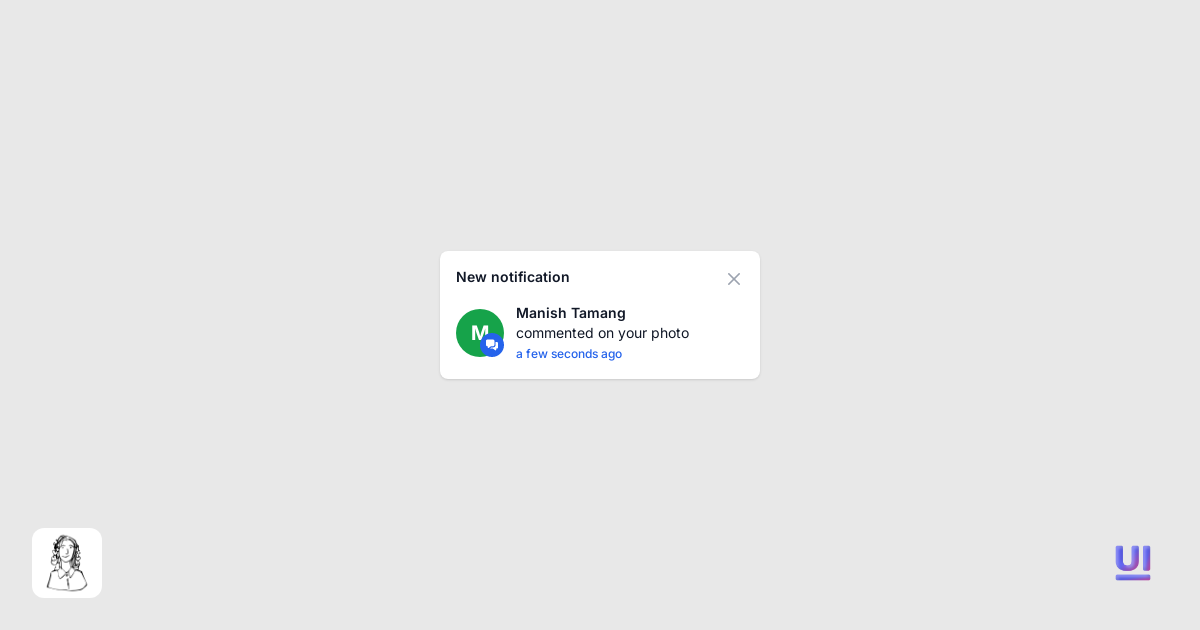 New notification
M
Manish Tamang
commented on your photo
a few seconds ago
UI